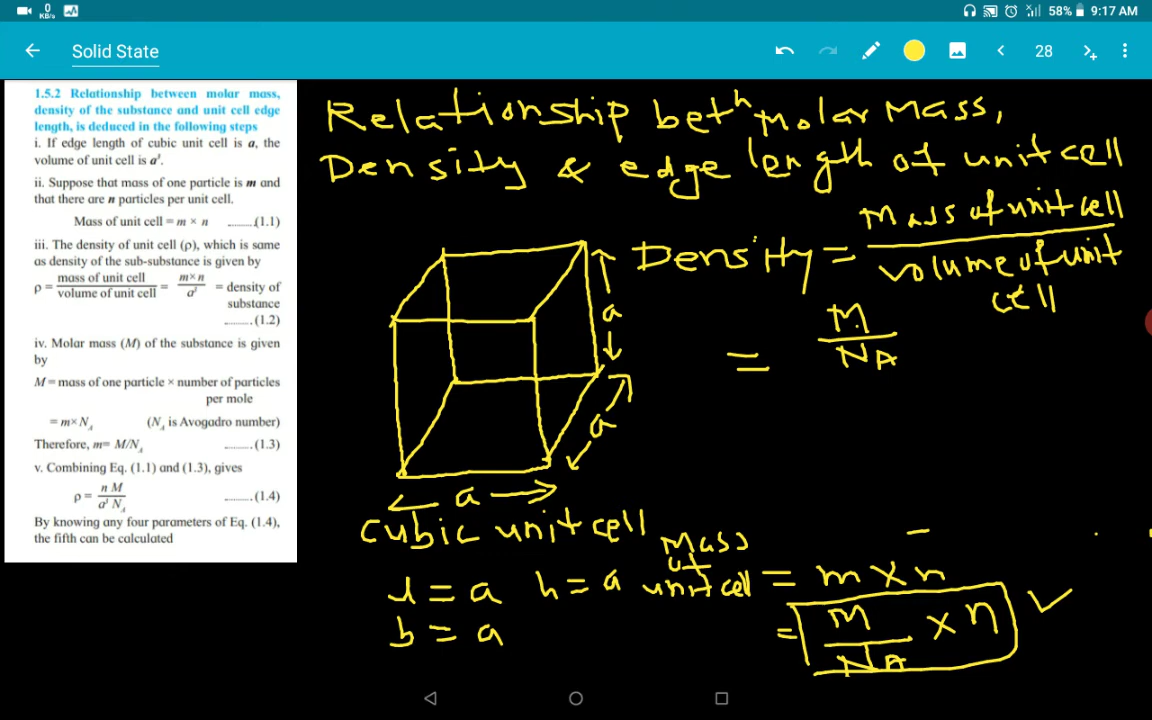 0
KB/s
58%
9:17 AM
Solid State
28
1.5.2 Relationship between molar mass,
density of the substance and unit cell edge
length, is deduced in the following steps
i. If edge length of cubic unit cell is a, the
volume of unit cell is a³.
ii. Suppose that mass of one particle is m and
that there are n particles per unit cell.
Mass of unit cell = m × n ..........(1.1)
iii. The density of unit cell (ρ), which is same
as density of the sub-substance is given by
ρ = mass of unit cell / volume of unit cell = m×n / a³ = density of
substance
..........(1.2)
iv. Molar mass (M) of the substance is given
by
M = mass of one particle × number of particles
per mole
= m× N_A (N_A is Avogadro number)
Therefore, m= M/N_A ..........(1.3)
v. Combining Eq. (1.1) and (1.3), gives
ρ = n M / a³ N_A ..........(1.4)
By knowing any four parameters of Eq. (1.4),
the fifth can be calculated
Relationship betⁿ molar Mass,
Density & edge length of unit cell
Density = Mass of unit cell / volume of unit
cell
= M / NA
a
a
a
cubic unit cell
l = a h = a
b = a
Mass
of
unit cell = m × n
= M / NA × n